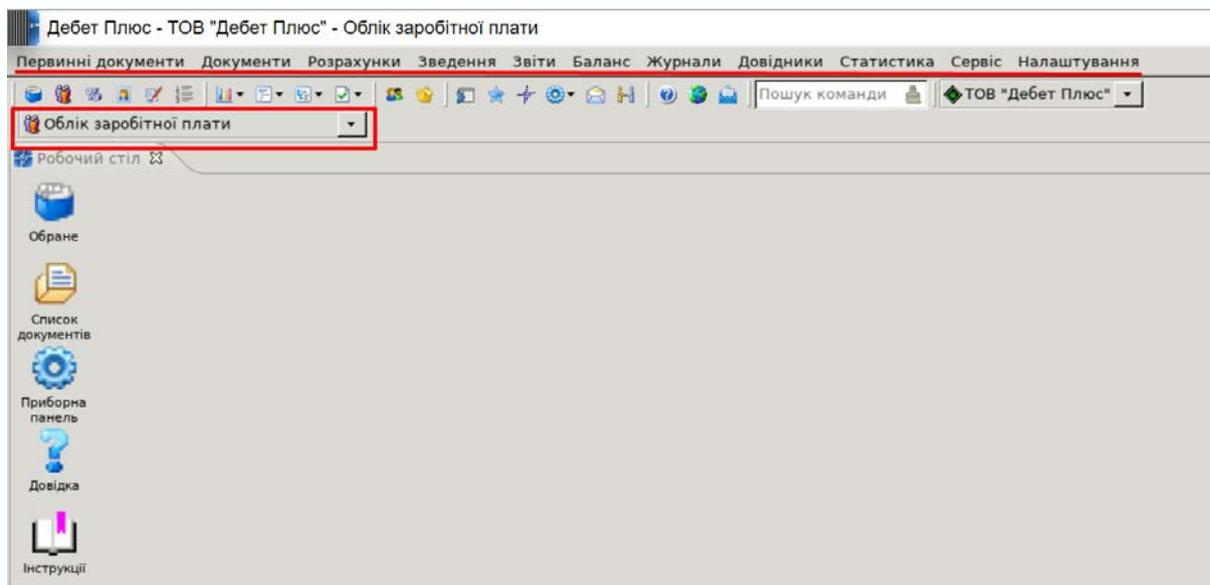 Дебет Плюс - ТОВ "Дебет Плюс" - Облік заробітної плати
Первинні документи Документи Розрахунки Зведення Звіти Баланс Журнали Довідники Статистика Сервіс Налаштування
Пошук команди ТОВ "Дебет Плюс"
Облік заробітної плати
Робочий стіл
Обране
Список
документів
Приборна
панель
Довідка
Інструкції